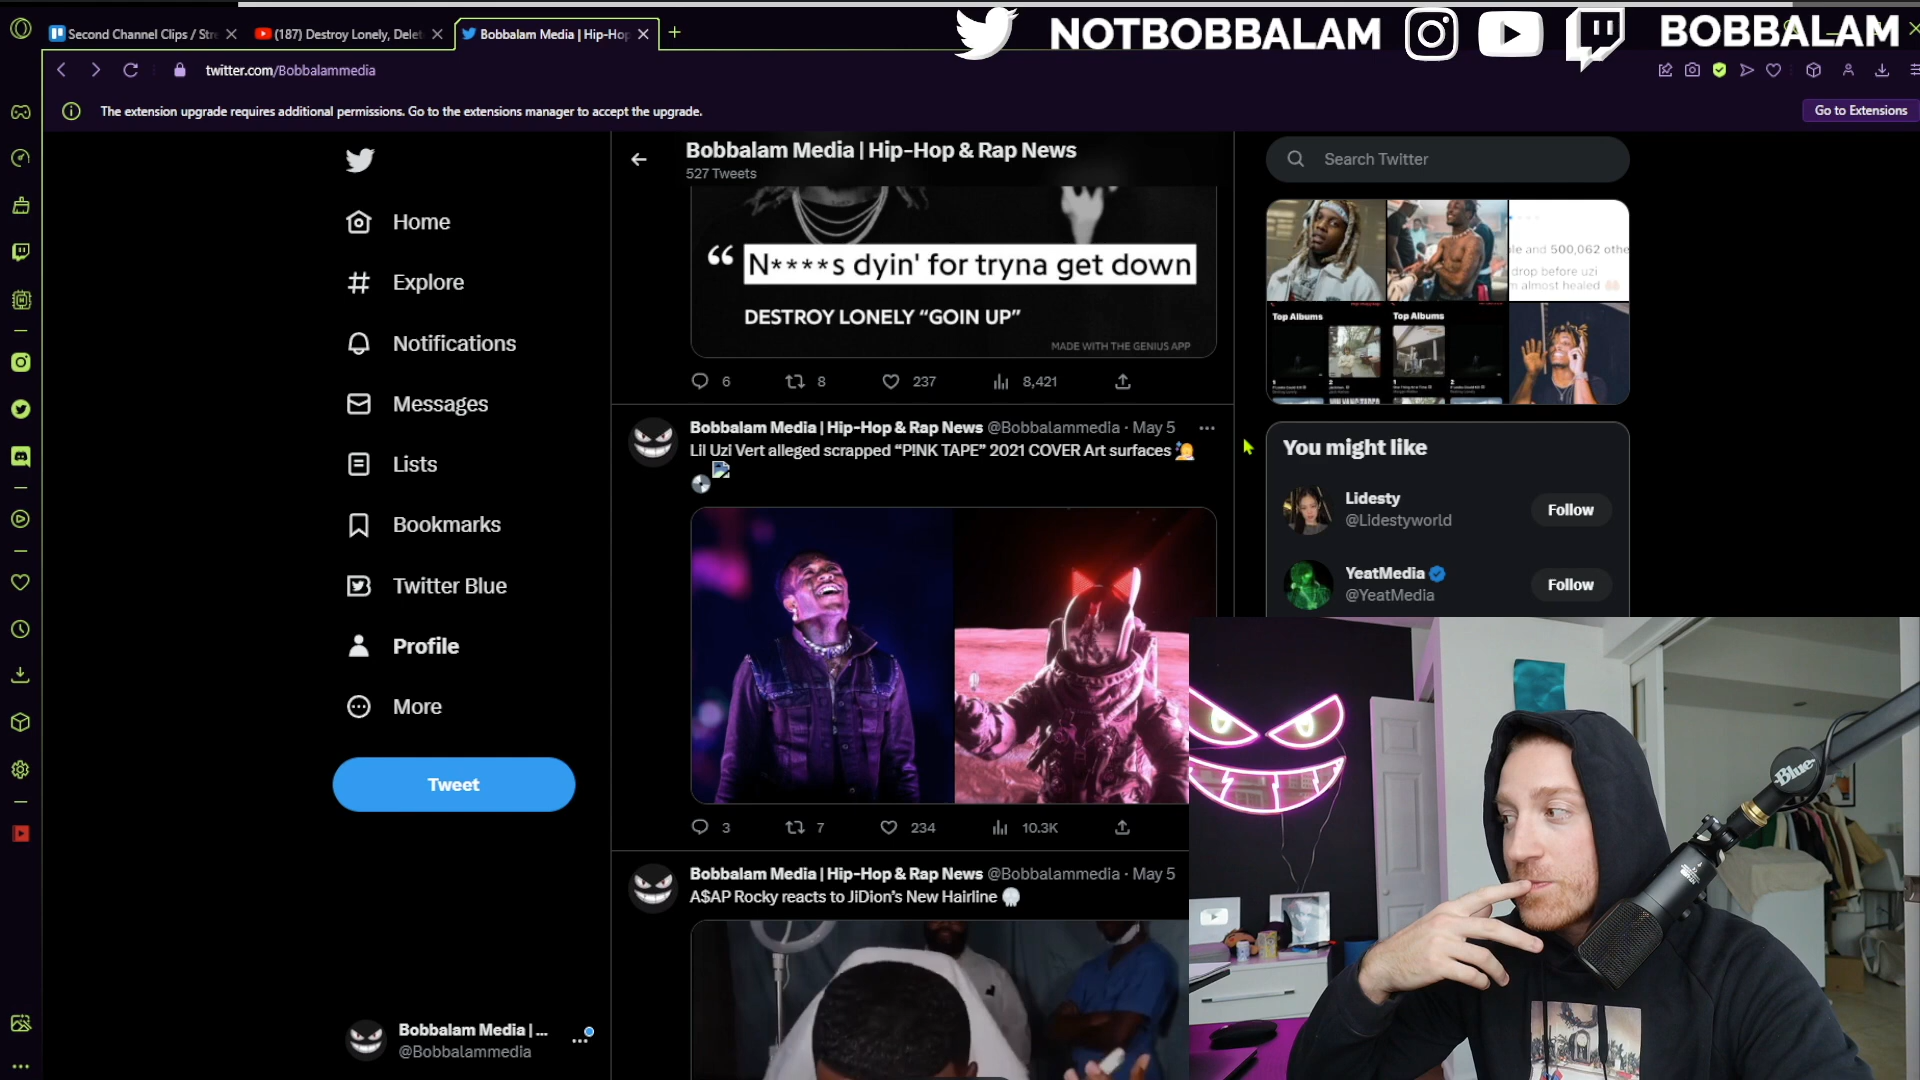 NOTBOBBALAM
BOBBALAM
Second Channel Clips / Stre
(187) Destroy Lonely, Delet
Bobbalam Media | Hip-Hop
twitter.com/Bobbalammedia
The extension upgrade requires additional permissions. Go to the extensions manager to accept the upgrade.
Go to Extensions
Home
Explore
Notifications
Messages
Lists
Bookmarks
Twitter Blue
Profile
More
Tweet
Bobbalam Media | ...
@Bobbalammedia
Bobbalam Media | Hip-Hop & Rap News
527 Tweets
“ N****s dyin' for tryna get down
DESTROY LONELY “GOIN UP”
MADE WITH THE GENIUS APP
6 8 237 8,421
Bobbalam Media | Hip-Hop & Rap News @Bobbalammedia · May 5
Lil Uzi Vert alleged scrapped “P!NK TAPE” 2021 COVER Art surfaces
3 7 234 10.3K
Bobbalam Media | Hip-Hop & Rap News @Bobbalammedia · May 5
A$AP Rocky reacts to JiDion's New Hairline
Search Twitter
and 500,062 othe
drop before uzi
almost healed
Top Albums
Top Albums
You might like
Lidesty
@Lidestyworld
Follow
YeatMedia
@YeatMedia
Follow
Blue